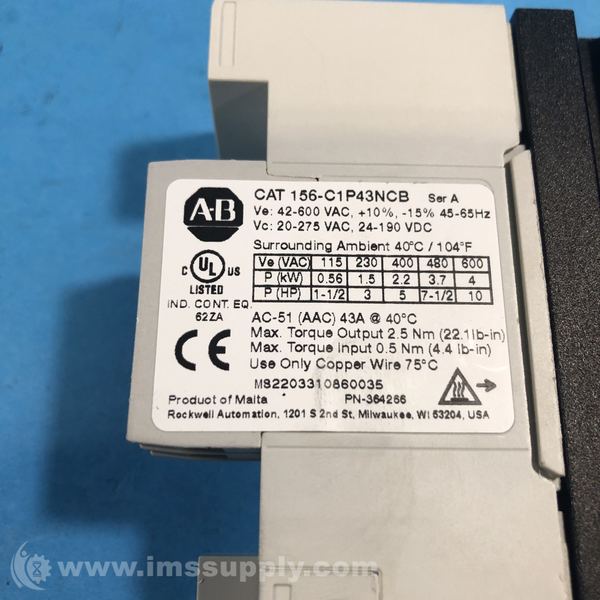 A-B
CAT 156-C1P43NCB Ser A
Ve: 42-600 VAC, +10%, -15% 45-65Hz
Vc: 20-275 VAC, 24-190 VDC
Surrounding Ambient 40°C / 104°F
Ve (VAC) 115 230 400 480 600
P (kW) 0.56 1.5 2.2 3.7 4
P (HP) 1-1/2 3 5 7-1/2 10
C UL US
LISTED
IND. CONT. EQ.
62ZA
AC-51 (AAC) 43A @ 40°C
Max. Torque Output 2.5 Nm (22.1lb-in)
Max. Torque Input 0.5 Nm (4.4 lb-in)
Use Only Copper Wire 75°C
CE
MS2203310860035
Product of Malta PN-364266
Rockwell Automation, 1201 S 2nd St, Milwaukee, WI 53204, USA
www.imssupply.com/